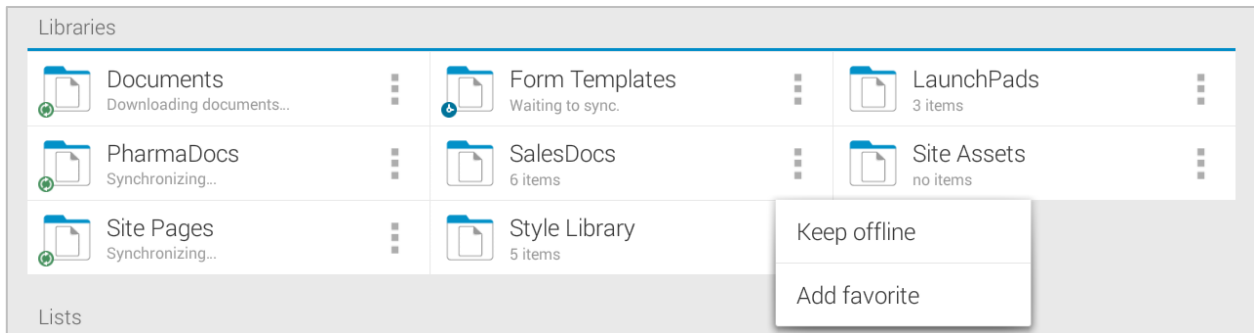 Libraries
Documents
Downloading documents...
Form Templates
Waiting to sync.
LaunchPads
3 items
PharmaDocs
Synchronizing...
SalesDocs
6 items
Site Assets
no items
Site Pages
Synchronizing...
Style Library
5 items
Keep offline
Add favorite
Lists